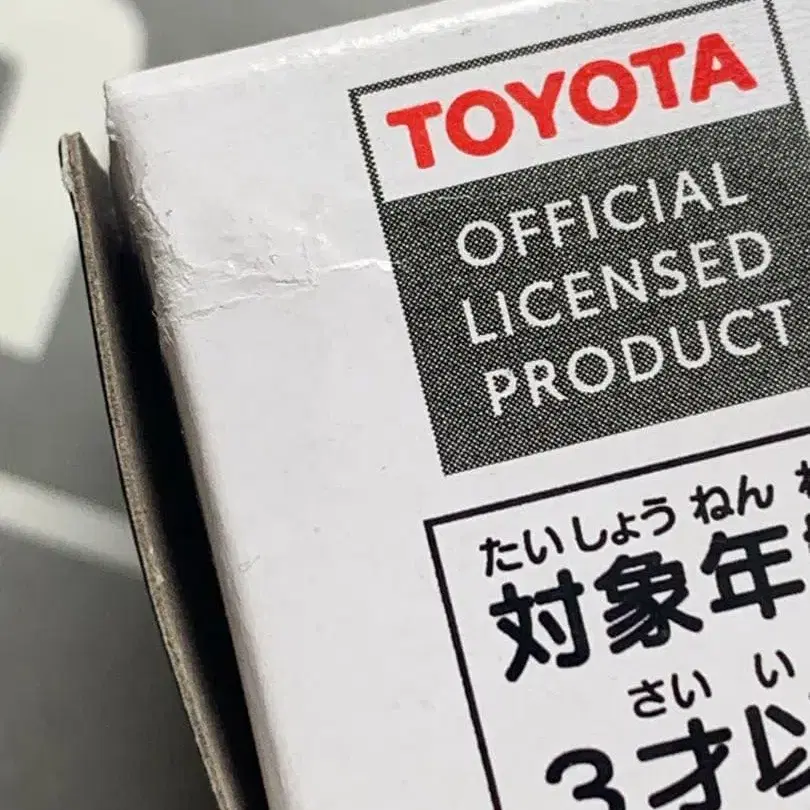 TOYOTA
OFFICIAL
LICENSED
PRODUCT
たいしょう ねん
対象年
さい い
3才以